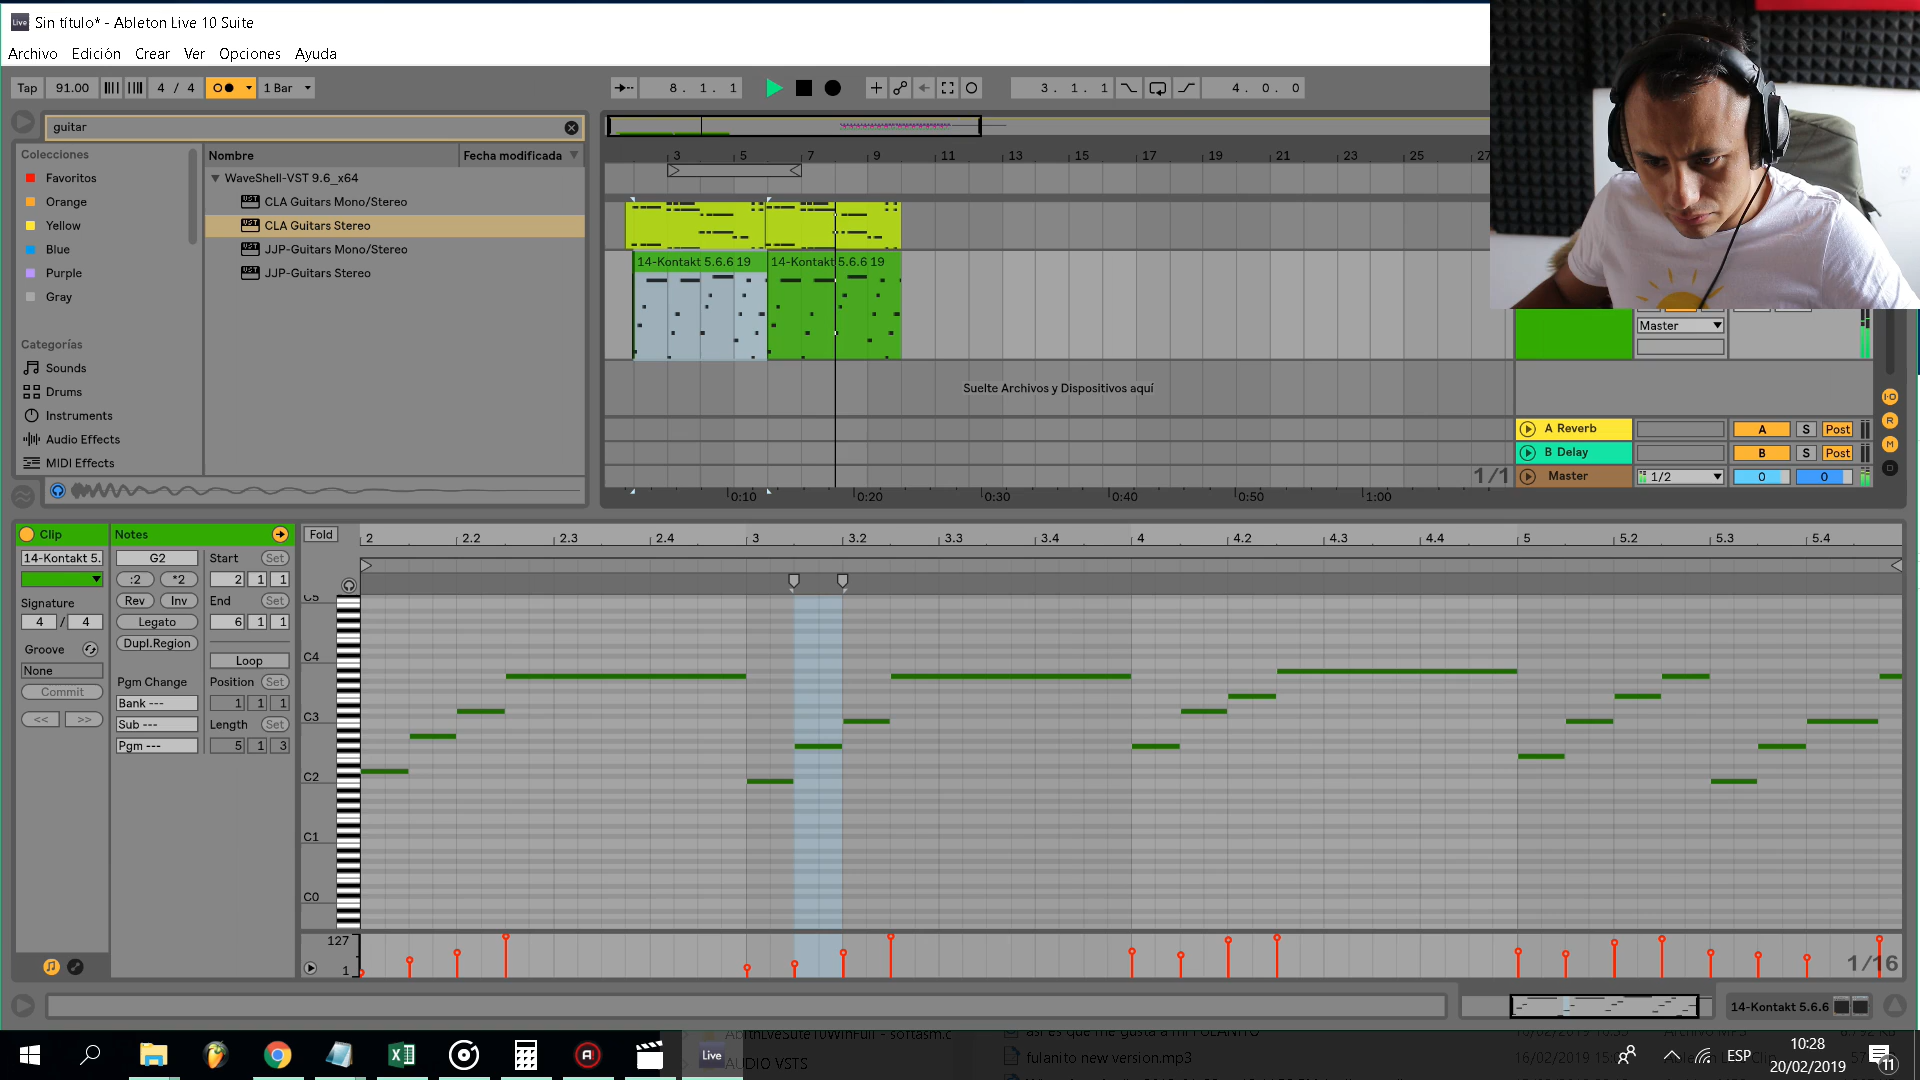 Live Sin título* - Ableton Live 10 Suite
Archivo Edición Crear Ver Opciones Ayuda
Tap 91.00 4 / 4 1 Bar 8. 1. 1 3. 1. 1 4. 0. 0
guitar
Colecciones
Favoritos
Orange
Yellow
Blue
Purple
Gray
Categorías
Sounds
Drums
Instruments
Audio Effects
MIDI Effects
Nombre Fecha modificada
WaveShell-VST 9.6_x64
CLA Guitars Mono/Stereo
CLA Guitars Stereo
JJP-Guitars Mono/Stereo
JJP-Guitars Stereo
3 5 7 9 11 13 15 17 19 21 23 25 27
14-Kontakt 5.6.6 19 14-Kontakt 5.6.6 19
Suelte Archivos y Dispositivos aquí
1/1
0:10 0:20 0:30 0:40 0:50 1:00
Master
A Reverb A S Post
B Delay B S Post
Master 1/2 0 0
I·O
R
M
D
Clip
14-Kontakt 5.
Signature
4 / 4
Groove
None
Commit
<< >>
Notes
G2
:2 *2
Rev Inv
Legato
Dupl.Region
Pgm Change
Bank ---
Sub ---
Pgm ---
Start Set
2 1 1
End Set
6 1 1
Loop
Position Set
1 1 1
Length Set
5 1 3
Fold 2 2.2 2.3 2.4 3 3.2 3.3 3.4 4 4.2 4.3 4.4 5 5.2 5.3 5.4
C5
C4
C3
C2
C1
C0
127
1
1/16
14-Kontakt 5.6.6
AUDIO VSTS
fulanito new version.mp3
Live
ESP
10:28
20/02/2019
11